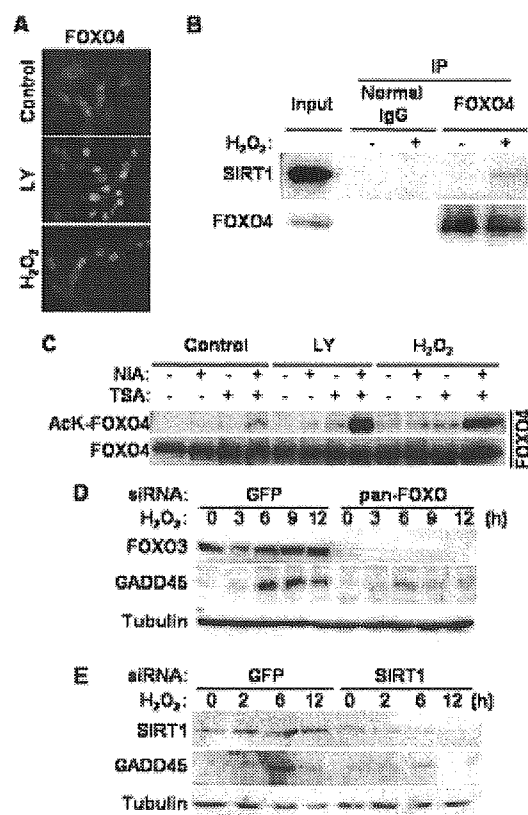 A
FOXO4
Control
LY
H₂O₂
B
IP
Input
Normal IgG
FOXO4
H₂O₂: - + - +
SIRT1
FOXO4
C
Control LY H₂O₂
NIA: - + - + - + - + - + - +
TSA: - - + + - - + + - - + +
AcK-FOXO4
FOXO4
FOXO4
D
siRNA: GFP pan-FOXO
H₂O₂: 0 3 6 9 12 0 3 6 9 12 (h)
FOXO3
GADD45
Tubulin
E
siRNA: GFP SIRT1
H₂O₂: 0 2 6 12 0 2 6 12 (h)
SIRT1
GADD45
Tubulin